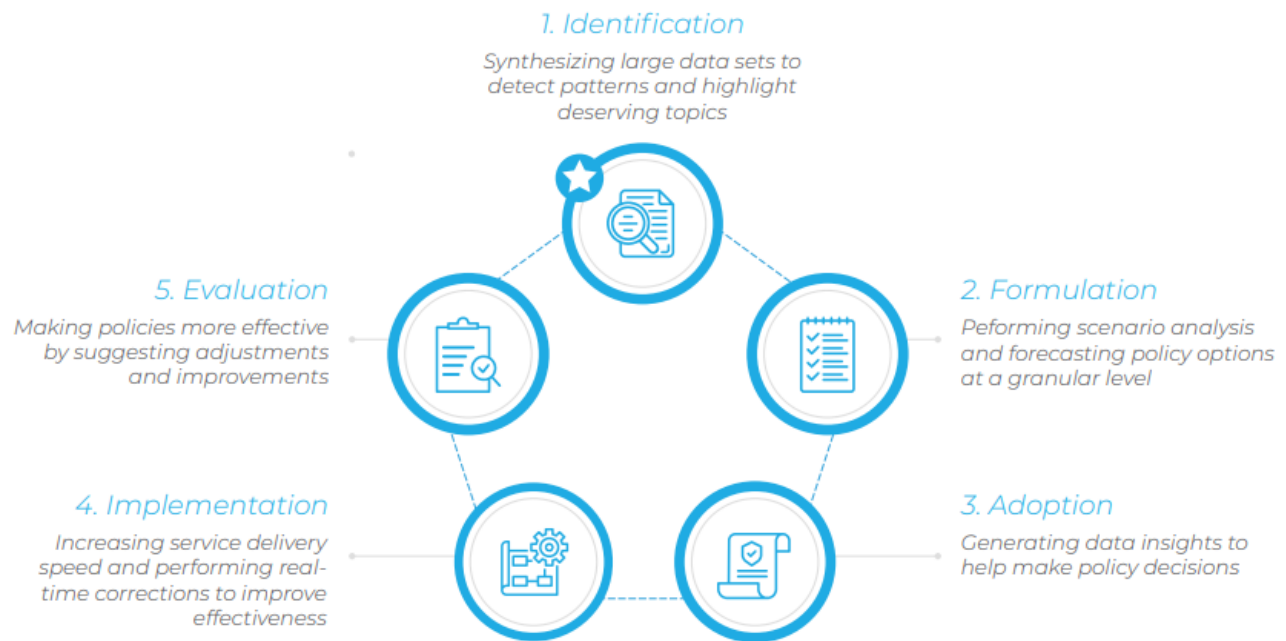 1. Identification
Synthesizing large data sets to
detect patterns and highlight
deserving topics
2. Formulation
Peforming scenario analysis
and forecasting policy options
at a granular level
3. Adoption
Generating data insights to
help make policy decisions
4. Implementation
Increasing service delivery
speed and performing real-
time corrections to improve
effectiveness
5. Evaluation
Making policies more effective
by suggesting adjustments
and improvements